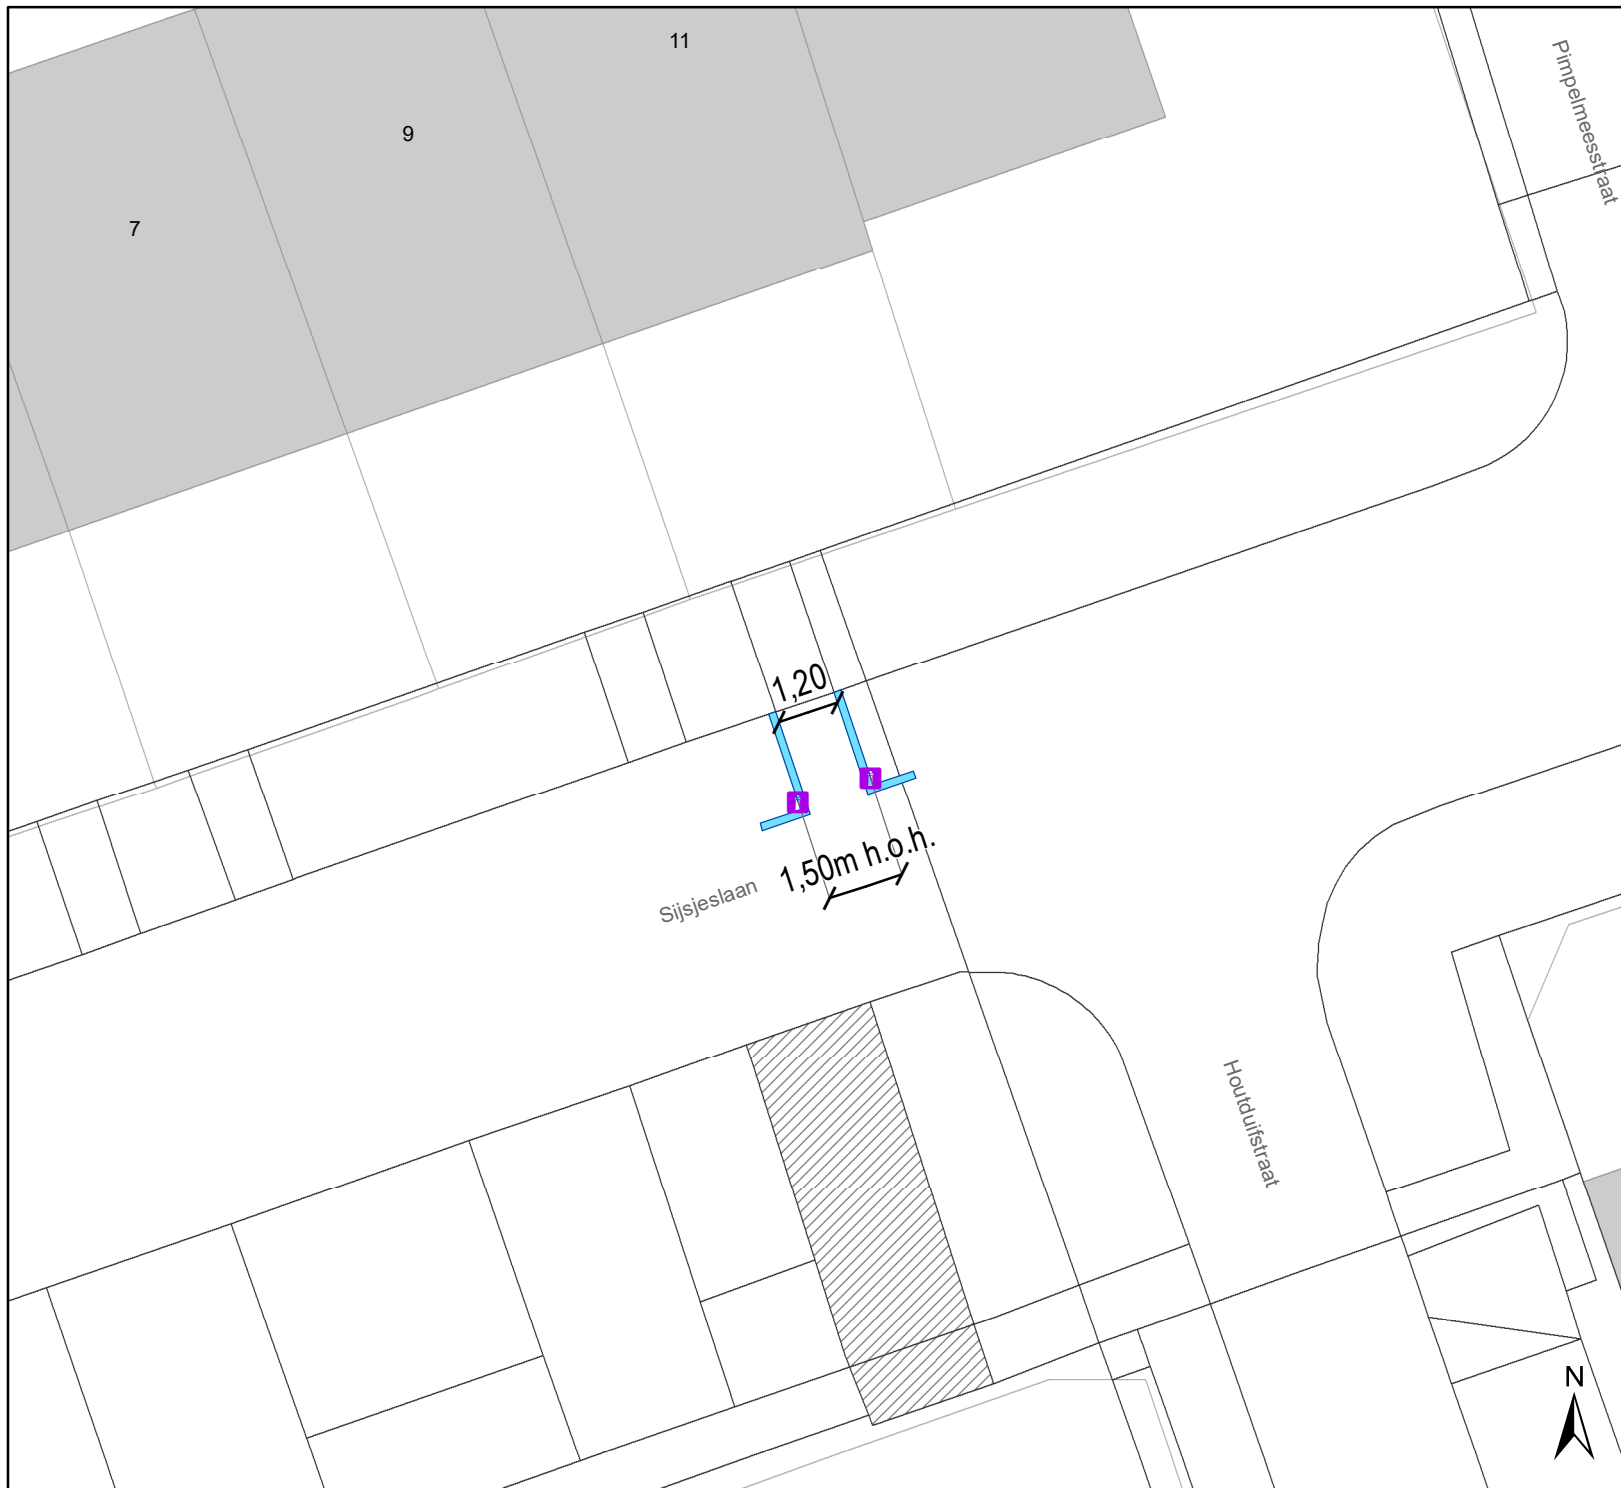 11
Pimpelmeesstraat
9
7
1,20
1,50m h.o.h.
Sijsjeslaan
Houtduifstraat
N